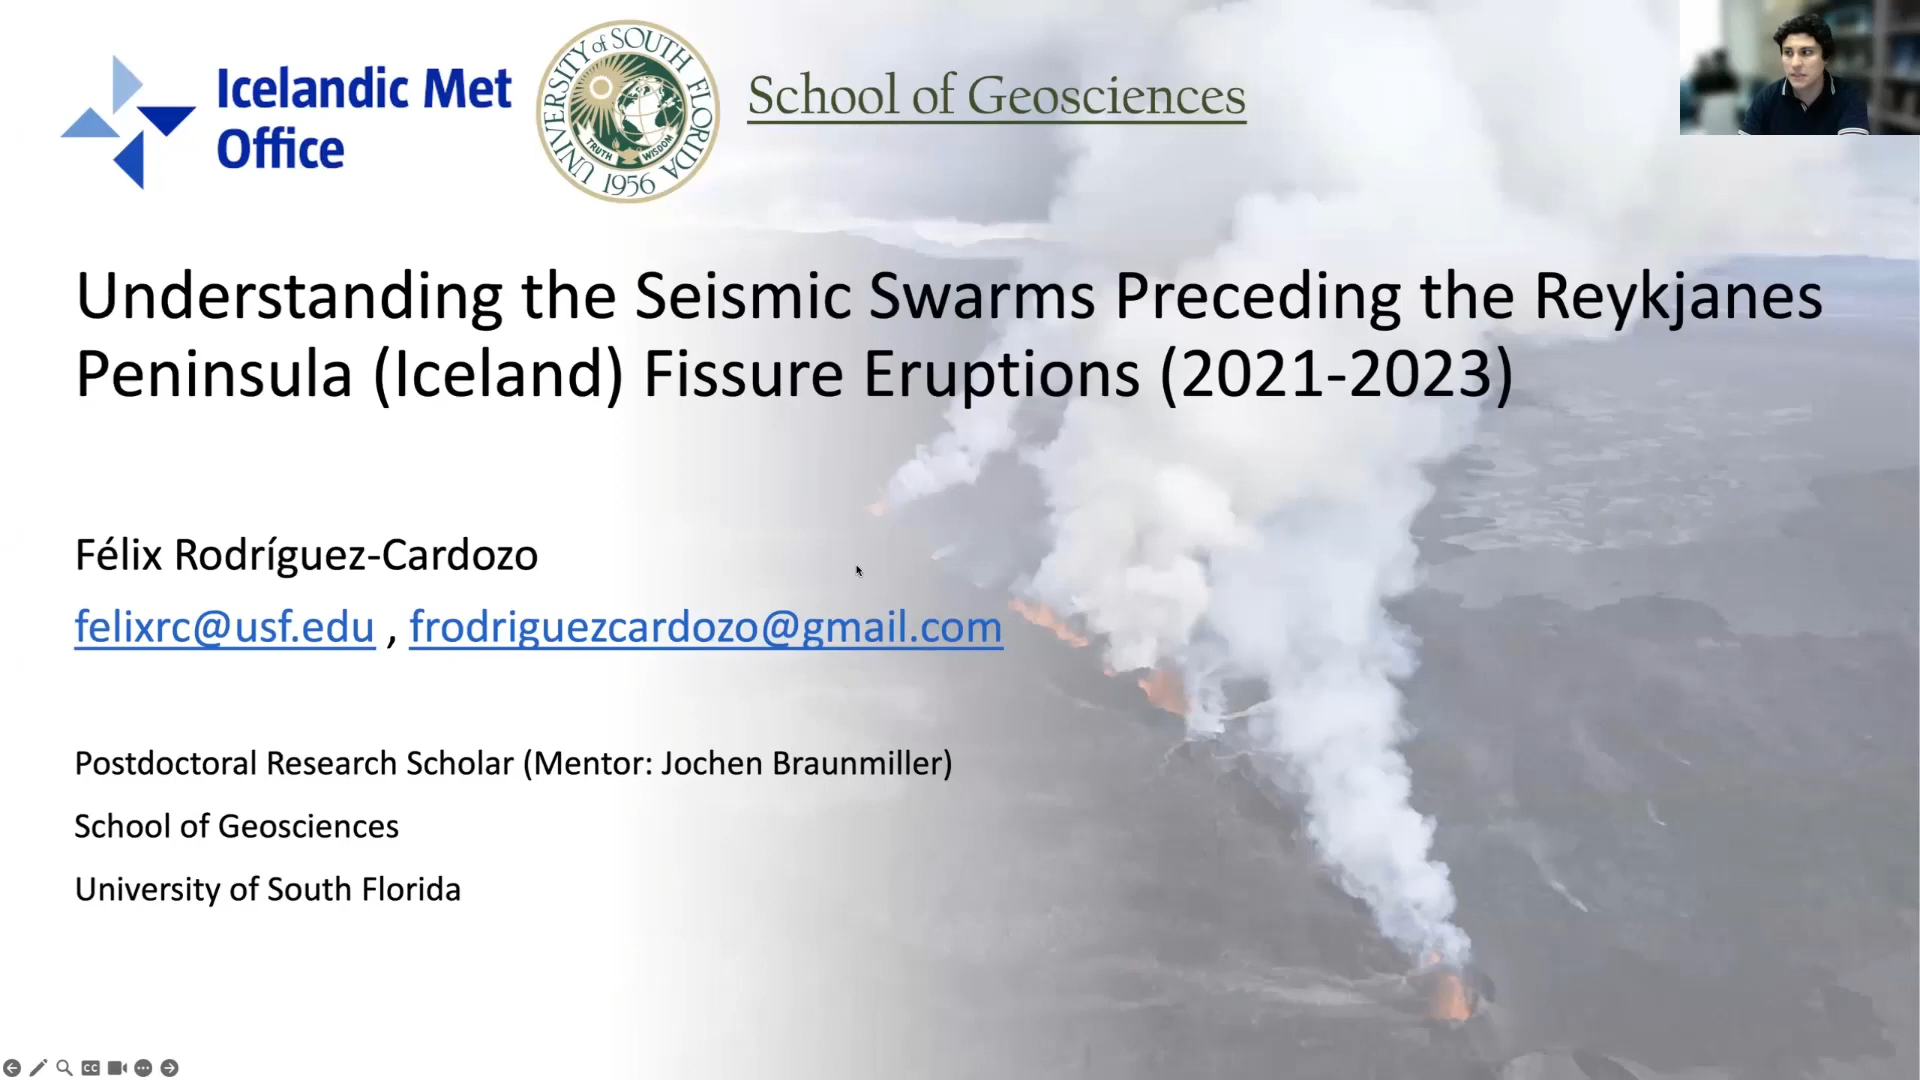 Icelandic Met
Office
UNIVERSITY of SOUTH FLORIDA
TRUTH WISDOM
1956
School of Geosciences
Understanding the Seismic Swarms Preceding the Reykjanes
Peninsula (Iceland) Fissure Eruptions (2021-2023)
Félix Rodríguez-Cardozo
felixrc@usf.edu , frodriguezcardozo@gmail.com
Postdoctoral Research Scholar (Mentor: Jochen Braunmiller)
School of Geosciences
University of South Florida
CC